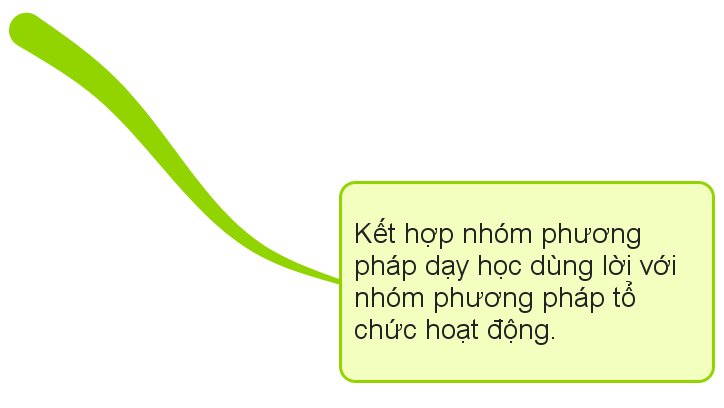 Kết hợp nhóm phương
pháp dạy học dùng lời với
nhóm phương pháp tổ
chức hoạt động.